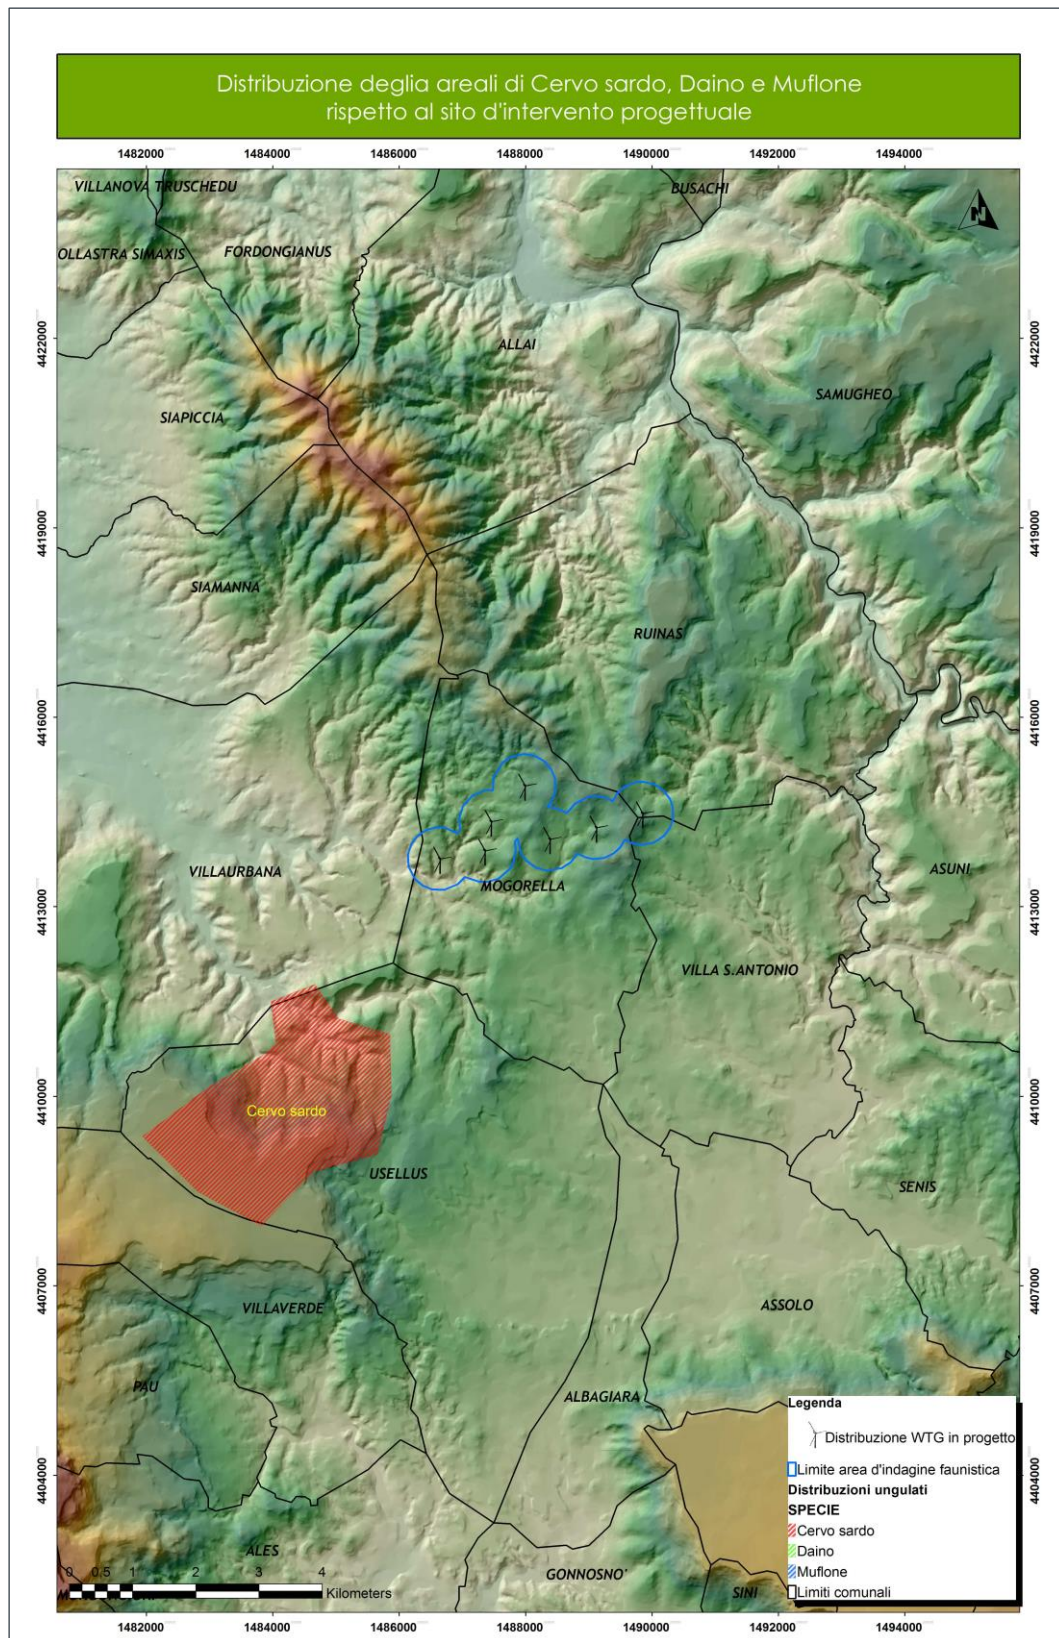 Distribuzione deglia areali di Cervo sardo, Daino e Muflone
rispetto al sito d'intervento progettuale
1482000 1484000 1486000 1488000 1490000 1492000 1494000
VILLANOVA TRUSCHEDU
BUSACHI
N
OLLASTRA SIMAXIS
FORDONGIANUS
4422000 4422000
ALLAI
SAMUGHEO
SIAPICCIA
4419000 4419000
SIAMANNA
RUINAS
4416000 4416000
VILLAURBANA
MOGORELLA
ASUNI
4413000 4413000
VILLA S.ANTONIO
4410000 4410000
Cervo sardo
USELLUS
SENIS
4407000 4407000
VILLAVERDE
ASSOLO
PAU
ALBAGIARA
Legenda
Distribuzione WTG in progetto
Limite area d'indagine faunistica
Distribuzioni ungulati
SPECIE
Cervo sardo
Daino
Muflone
Limiti comunali
4404000 4404000
ALES
GONNOSNO'
SINI
0 0.5 1 2 3 4
Kilometers
1482000 1484000 1486000 1488000 1490000 1492000 1494000